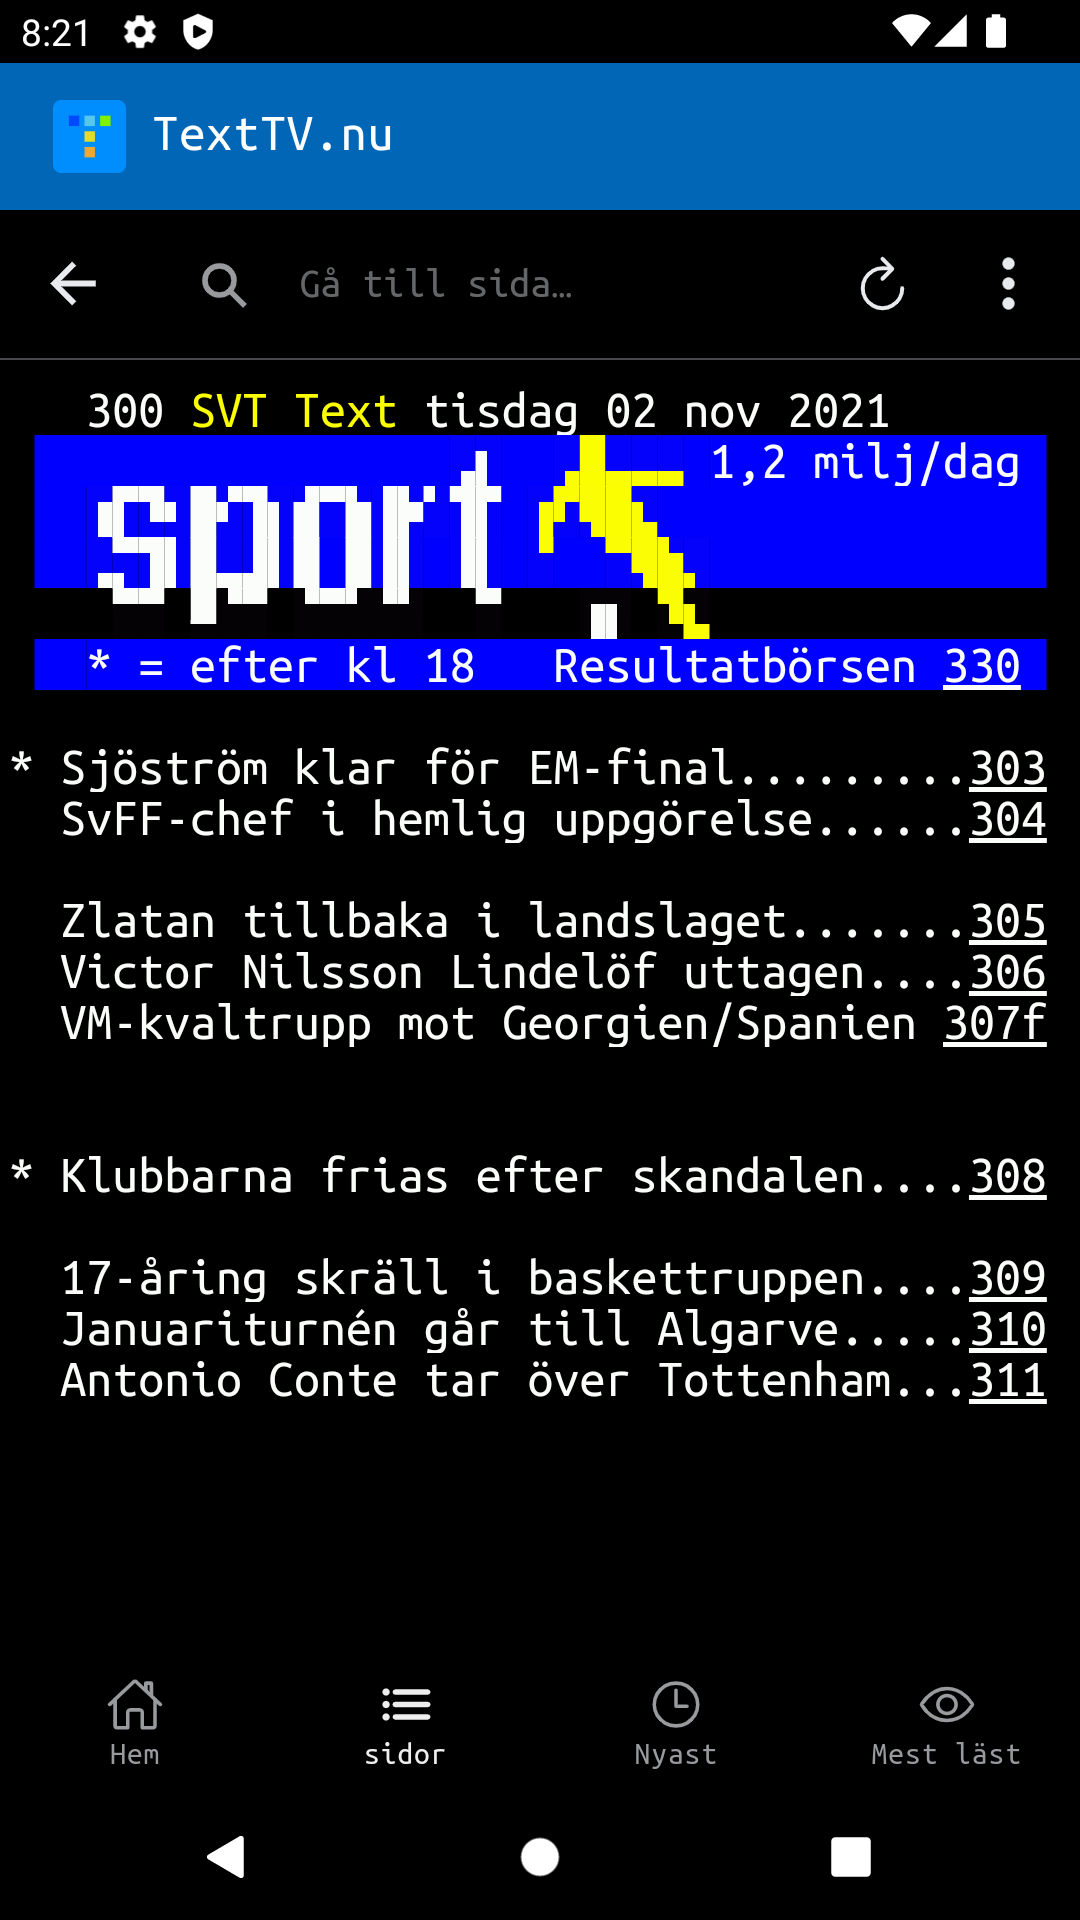 8:21
TextTV.nu
Gå till sida…
300 SVT Text tisdag 02 nov 2021
1,2 milj/dag
sport
* = efter kl 18 Resultatbörsen 330
* Sjöström klar för EM-final.........303
SvFF-chef i hemlig uppgörelse......304
Zlatan tillbaka i landslaget.......305
Victor Nilsson Lindelöf uttagen....306
VM-kvaltrupp mot Georgien/Spanien 307f
* Klubbarna frias efter skandalen....308
17-åring skräll i baskettruppen....309
Januariturnén går till Algarve.....310
Antonio Conte tar över Tottenham...311
Hem
sidor
Nyast
Mest läst